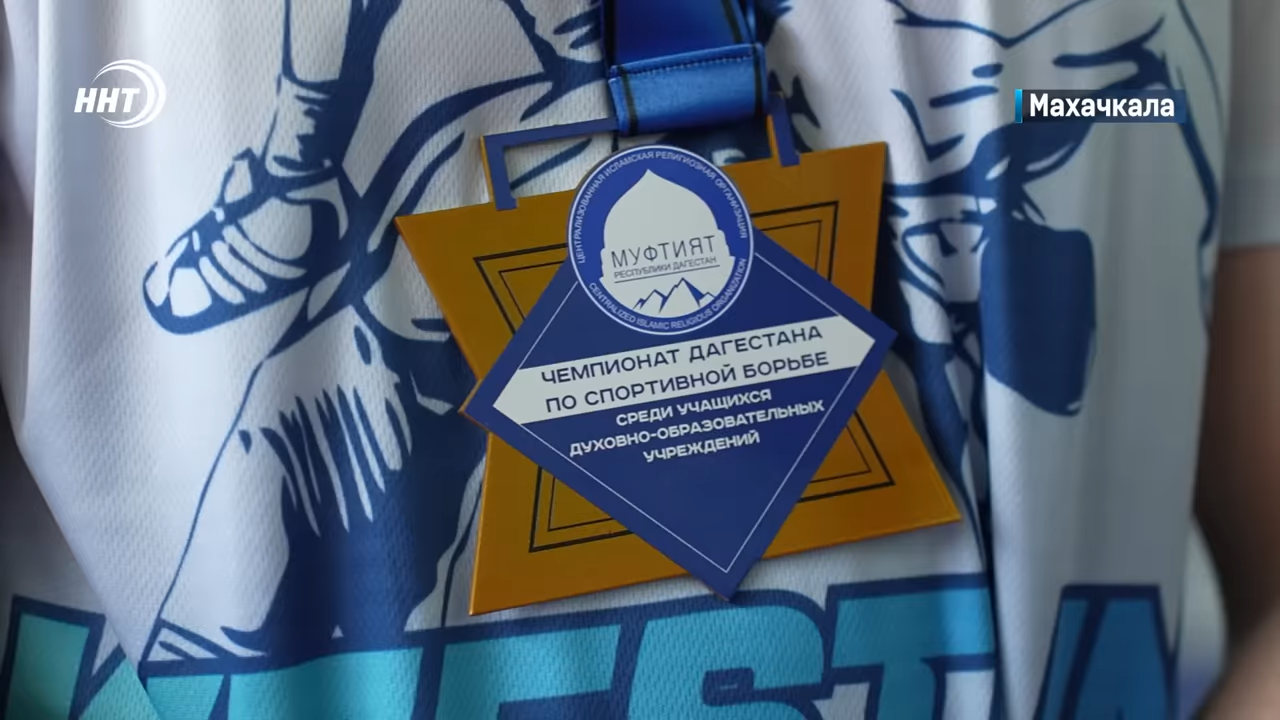 ННТ
Махачкала
ЦЕНТРАЛИЗОВАННАЯ ИСЛАМСКАЯ РЕЛИГИОЗНАЯ ОРГАНИЗАЦИЯ
МУФТИЯТ
РЕСПУБЛИКИ ДАГЕСТАН
CENTRALIZED ISLAMIC RELIGIOUS ORGANIZATION
ЧЕМПИОНАТ ДАГЕСТАНА
ПО СПОРТИВНОЙ БОРЬБЕ
СРЕДИ УЧАЩИХСЯ
ДУХОВНО-ОБРАЗОВАТЕЛЬНЫХ
УЧРЕЖДЕНИЙ